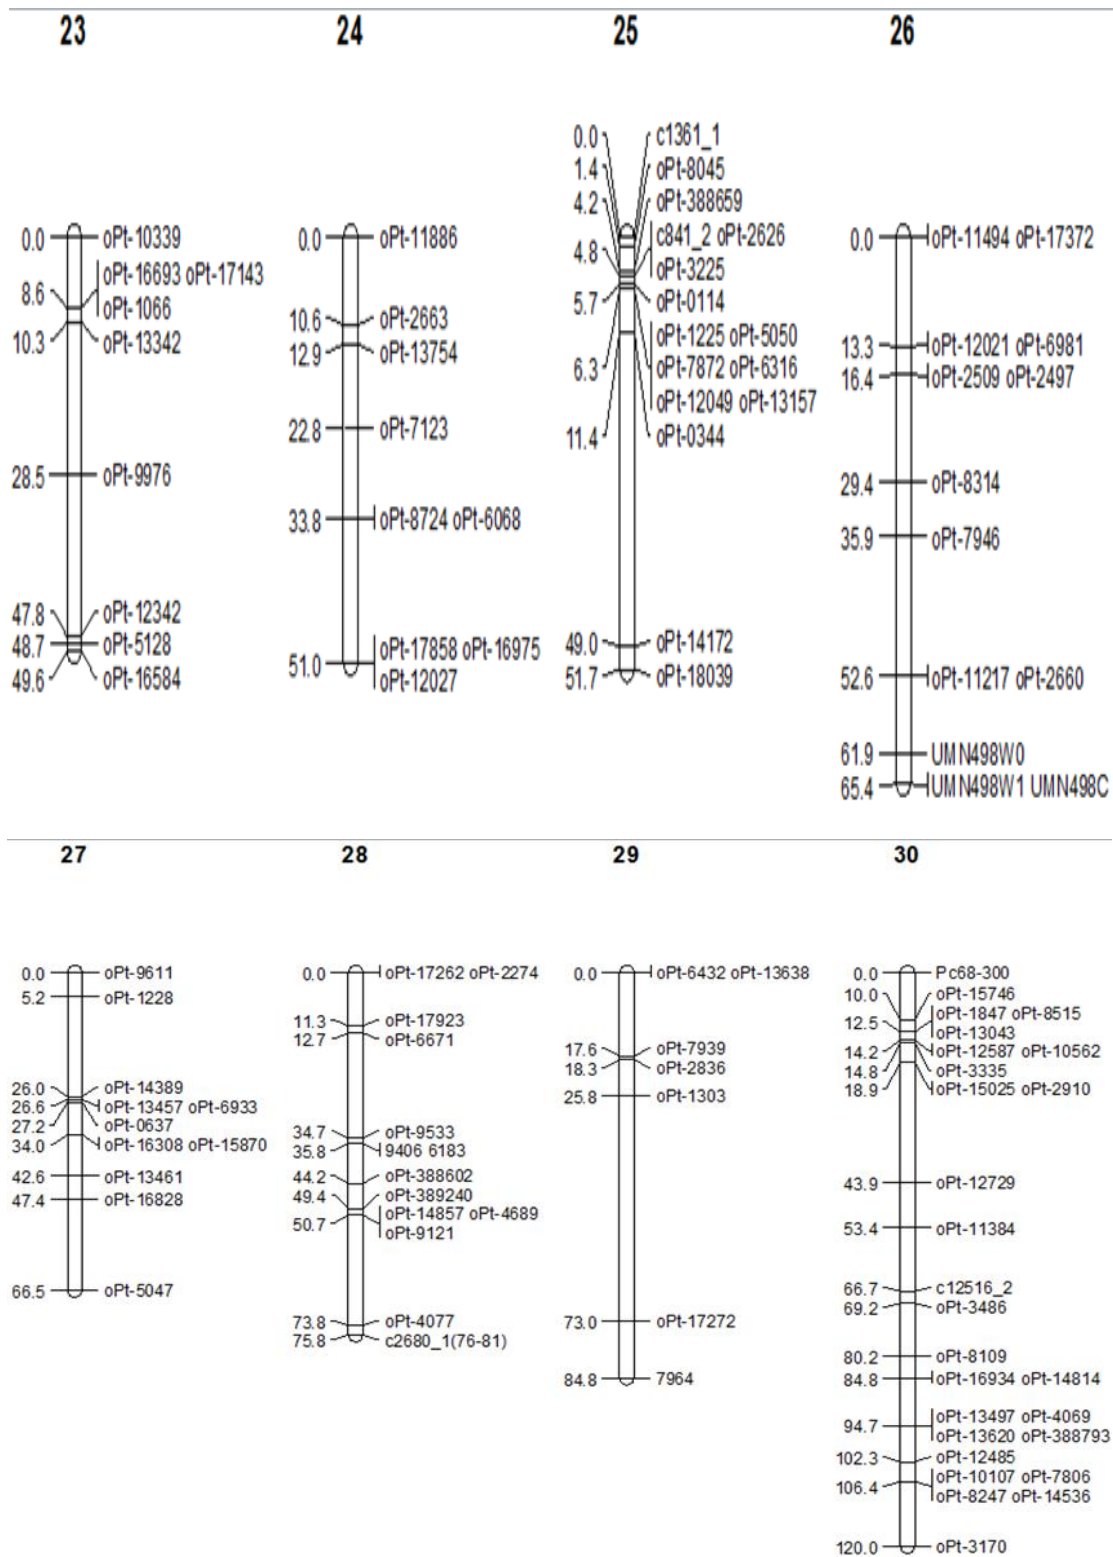 23 24 25 26
0.0 oPt-10339
8.6 oPt-16693 oPt-17143
oPt-1066
10.3 oPt-13342
28.5 oPt-9976
47.8 oPt-12342
48.7 oPt-5128
49.6 oPt-16584
0.0 oPt-11886
10.6 oPt-2663
12.9 oPt-13754
22.8 oPt-7123
33.8 oPt-8724 oPt-6068
51.0 oPt-17858 oPt-16975
oPt-12027
0.0 c1361_1
1.4 oPt-8045
4.2 oPt-388659
4.8 c841_2 oPt-2626
oPt-3225
5.7 oPt-0114
6.3 oPt-1225 oPt-5050
oPt-7872 oPt-6316
oPt-12049 oPt-13157
11.4 oPt-0344
49.0 oPt-14172
51.7 oPt-18039
0.0 oPt-11494 oPt-17372
13.3 oPt-12021 oPt-6981
16.4 oPt-2509 oPt-2497
29.4 oPt-8314
35.9 oPt-7946
52.6 oPt-11217 oPt-2660
61.9 UMN498W0
65.4 UMN498W1 UMN498C
27 28 29 30
0.0 oPt-9611
5.2 oPt-1228
26.0 oPt-14389
26.6 oPt-13457 oPt-6933
27.2 oPt-0637
34.0 oPt-16308 oPt-15870
42.6 oPt-13461
47.4 oPt-16828
66.5 oPt-5047
0.0 oPt-17262 oPt-2274
11.3 oPt-17923
12.7 oPt-6671
34.7 oPt-9533
35.8 9406 6183
44.2 oPt-388602
49.4 oPt-389240
50.7 oPt-14857 oPt-4689
oPt-9121
73.8 oPt-4077
75.8 c2680_1(76-81)
0.0 oPt-6432 oPt-13638
17.6 oPt-7939
18.3 oPt-2836
25.8 oPt-1303
73.0 oPt-17272
84.8 7964
0.0 Pc68-300
10.0 oPt-15746
12.5 oPt-1847 oPt-8515
oPt-13043
14.2 oPt-12587 oPt-10562
14.8 oPt-3335
18.9 oPt-15025 oPt-2910
43.9 oPt-12729
53.4 oPt-11384
66.7 c12516_2
69.2 oPt-3486
80.2 oPt-8109
84.8 oPt-16934 oPt-14814
94.7 oPt-13497 oPt-4069
oPt-13620 oPt-388793
102.3 oPt-12485
106.4 oPt-10107 oPt-7806
oPt-8247 oPt-14536
120.0 oPt-3170